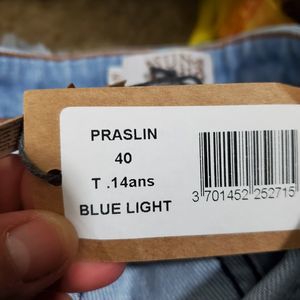 PRASLIN
40
T .14ans
BLUE LIGHT
3 701452 252715